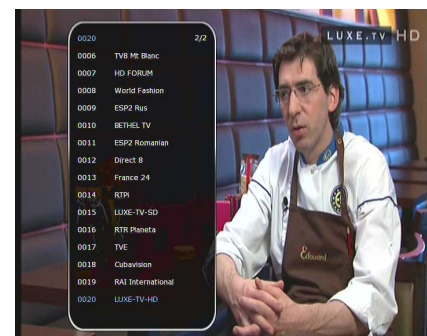 0020 2/2
LUXE.TV HD
0006 TV8 Mt Blanc
0007 HD FORUM
0008 World Fashion
0009 ESP2 Rus
0010 BETHEL TV
0011 ESP2 Romanian
0012 Direct 8
0013 France 24
0014 RTPi
0015 LUXE-TV-SD
0016 RTR Planeta
0017 TVE
0018 Cubavision
0019 RAI International
0020 LUXE-TV-HD
Edouard